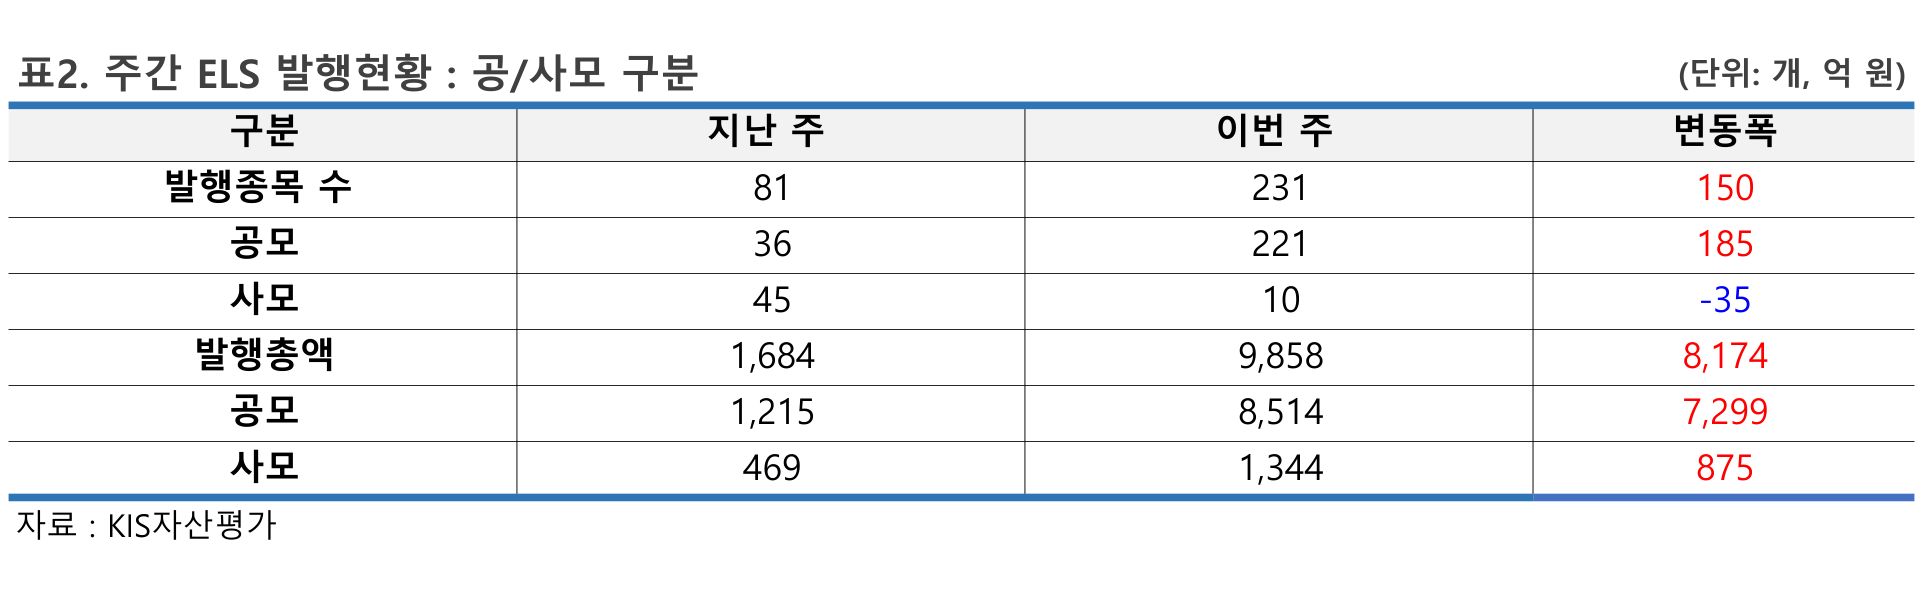 표2. 주간 ELS 발행현황 : 공/사모 구분 (단위: 개, 억 원)
구분 지난 주 이번 주 변동폭
발행종목 수 81 231 150
공모 36 221 185
사모 45 10 -35
발행총액 1,684 9,858 8,174
공모 1,215 8,514 7,299
사모 469 1,344 875
자료 : KIS자산평가